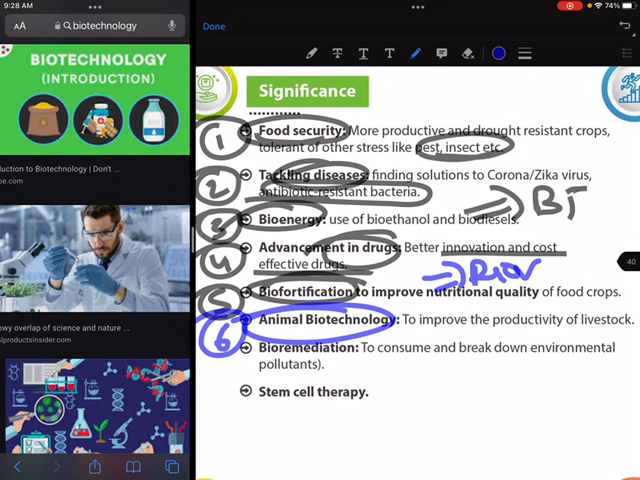 9:28 AM
74%
AA
biotechnology
Done
BIOTECHNOLOGY
(INTRODUCTION)
duction to Biotechnology | Don't
...
be.com
owy overlap of science and nature ...
alproductsinsider.com
Significance
1 Food security: More productive and drought resistant crops,
tolerant of other stress like pest, insect etc.
2 Tackling diseases: finding solutions to Corona/Zika virus,
antibiotic-resistant bacteria.
⇒ BT
3 Bioenergy: use of bioethanol and biodiesels.
4 Advancement in drugs: Better innovation and cost
effective drugs.
5 Biofortification to improve nutritional quality of food crops.
6 Animal Biotechnology: To improve the productivity of livestock.
Bioremediation: To consume and break down environmental
pollutants).
Stem cell therapy.
40